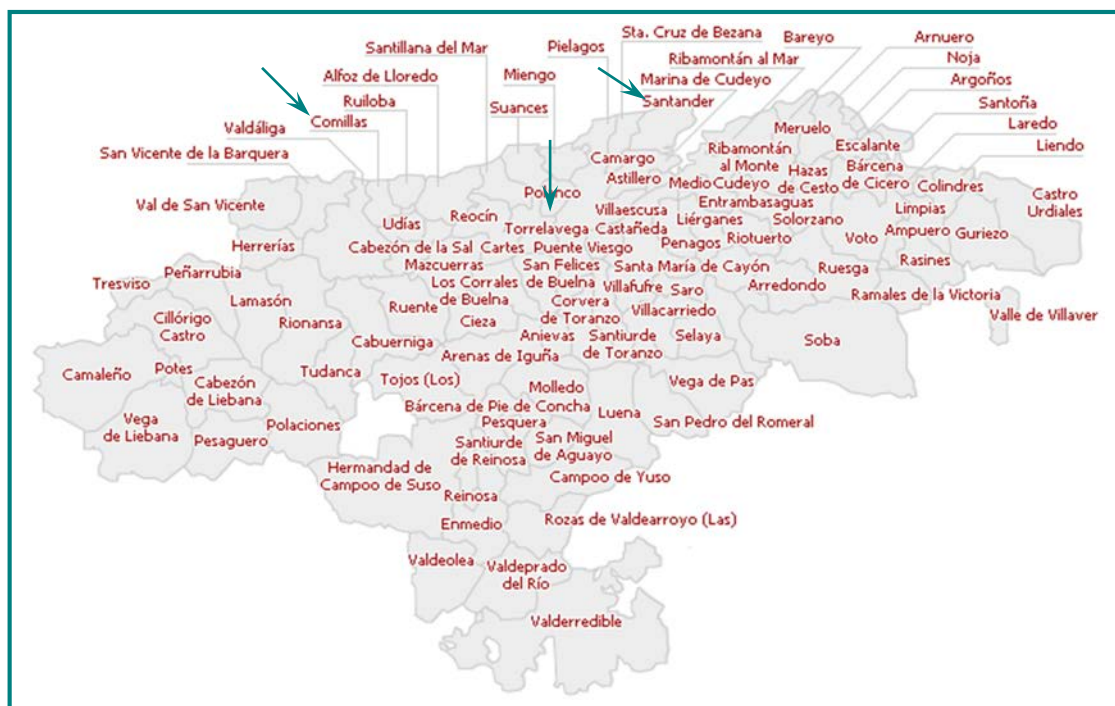 Sta. Cruz de Bezana
Bareyo
Arnuero
Santillana del Mar
Pielagos
Ribamontán al Mar
Noja
Alfoz de Lloredo
Miengo
Marina de Cudeyo
Argoños
Ruiloba
Suances
Santander
Santoña
Comillas
Laredo
Valdáliga
Meruelo
Escalante
Liendo
San Vicente de la Barquera
Camargo
Ribamontán
al Monte
Hazas
de Cesto
Bárcena
de Cicero
Astillero
Medio Cudeyo
Colindres
Castro
Urdiales
Val de San Vicente
Polanco
Entrambasaguas
Udías
Reocín
Villaescusa
Liérganes
Solorzano
Limpias
Torrelavega
Castañeda
Ampuero
Guriezo
Herrerías
Cabezón de la Sal
Cartes
Puente Viesgo
Penagos
Riotuerto
Voto
Peñarrubia
Mazcuerras
San Felices
de Buelna
Santa María de Cayón
Ruesga
Rasines
Tresviso
Los Corrales
de Buelna
Villafufre
Saro
Arredondo
Ramales de la Victoria
Lamasón
Ruente
Corvera
de Toranzo
Villacarriedo
Valle de Villaver
Cillórigo
Castro
Rionansa
Cieza
Anievas
Santiurde
de Toranzo
Selaya
Soba
Cabuerniga
Arenas de Iguña
Camaleño
Potes
Tudanca
Tojos (Los)
Cabezón
de Liebana
Molledo
Vega de Pas
Bárcena de Pie de Concha
Luena
Vega
de Liebana
Polaciones
Pesquera
San Pedro del Romeral
Pesaguero
Santiurde
de Reinosa
San Miguel
de Aguayo
Hermandad de
Campoo de Suso
Campoo de Yuso
Reinosa
Enmedio
Rozas de Valdearroyo (Las)
Valdeolea
Valdeprado
del Río
Valderredible